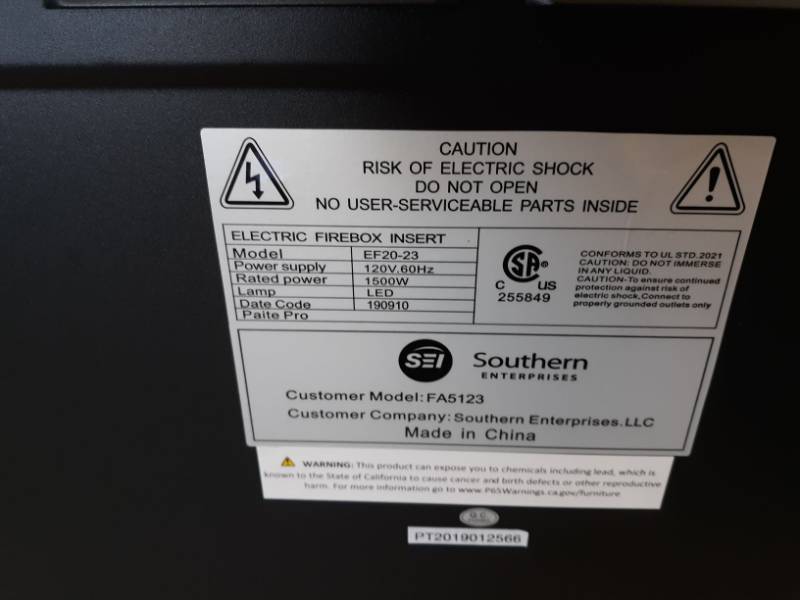 CAUTION
RISK OF ELECTRIC SHOCK
DO NOT OPEN
NO USER-SERVICEABLE PARTS INSIDE
ELECTRIC FIREBOX INSERT
Model EF20-23
Power supply 120V,60Hz
Rated power 1500W
Lamp LED
Date Code 190910
Paite Pro
SA
C US
255849
CONFORMS TO UL STD.2021
CAUTION: DO NOT IMMERSE
IN ANY LIQUID.
CAUTION-To ensure continued
protection against risk of
electric shock,Connect to
properly grounded outlets only
SEI Southern
ENTERPRISES
Customer Model: FA5123
Customer Company: Southern Enterprises.LLC
Made in China
WARNING: This product can expose you to chemicals including lead, which is
known to the State of California to cause cancer and birth defects or other reproductive
harm. For more information go to www.P65Warnings.ca.gov/furniture
Q.C.
PT2019012566